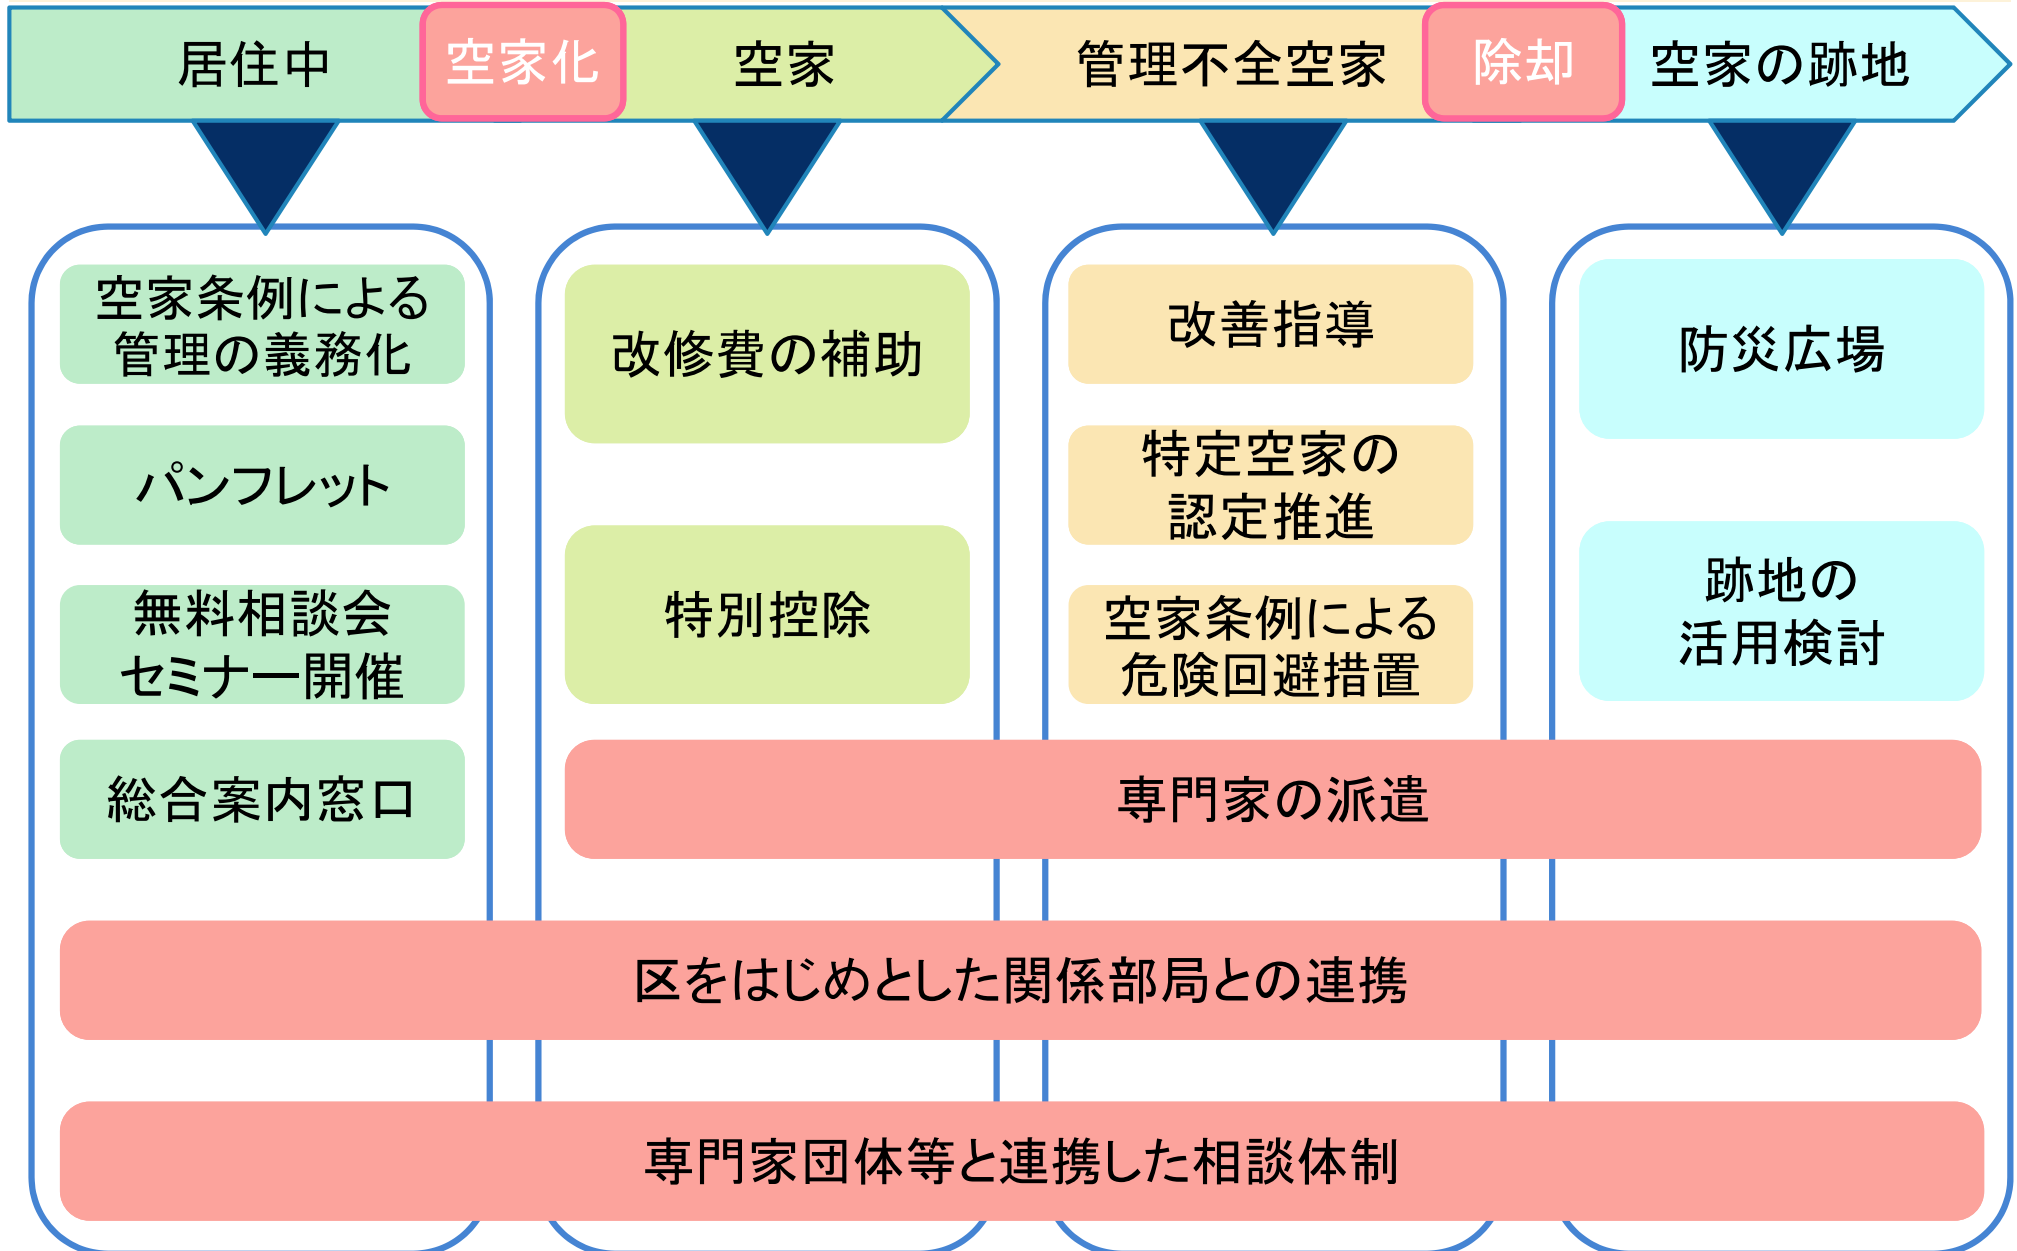 居住中
空家化
空家
管理不全空家
除却
空家の跡地
空家条例による
管理の義務化
パンフレット
無料相談会
セミナー開催
総合案内窓口
改修費の補助
特別控除
改善指導
特定空家の
認定推進
空家条例による
危険回避措置
防災広場
跡地の
活用検討
専門家の派遣
区をはじめとした関係部局との連携
専門家団体等と連携した相談体制